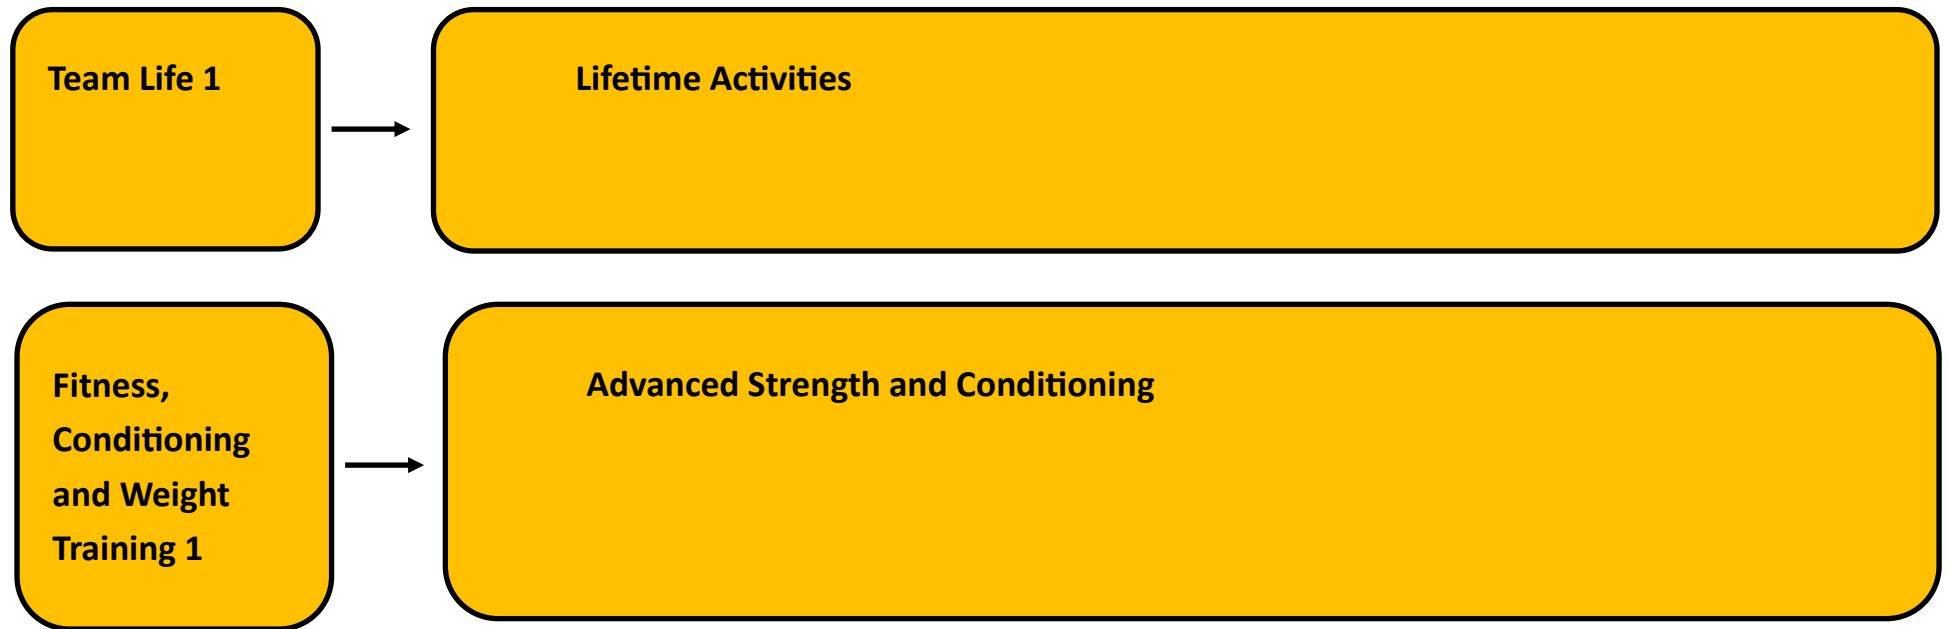 Team Life 1
Lifetime Activities
Fitness,
Conditioning
and Weight
Training 1
Advanced Strength and Conditioning